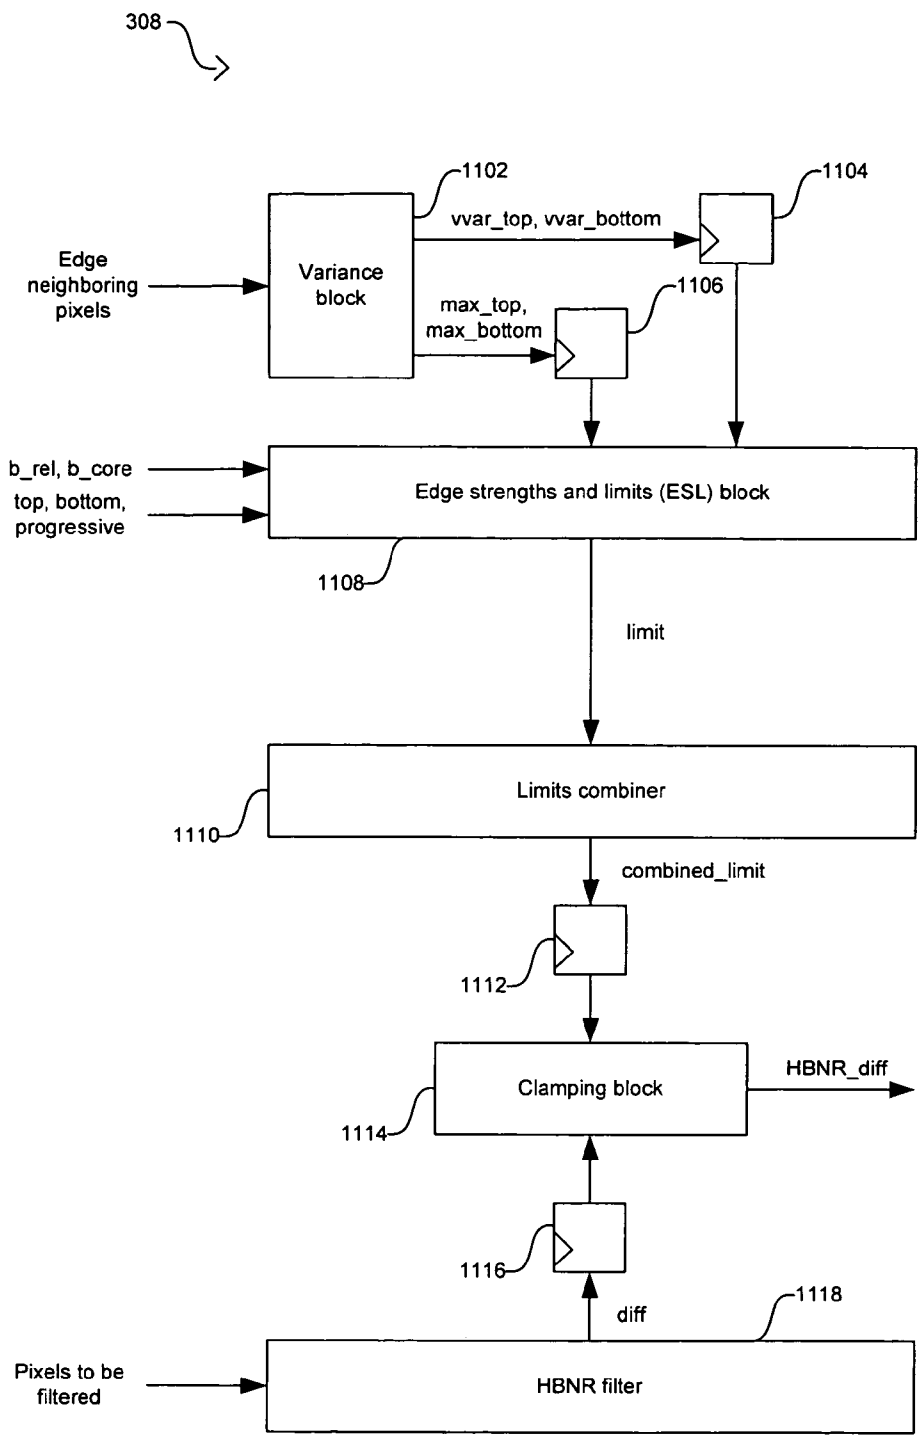 308
1102
1104
vvar_top, vvar_bottom
Edge
neighboring
pixels
Variance
block
1106
max_top,
max_bottom
b_rel, b_core
top, bottom,
progressive
Edge strengths and limits (ESL) block
1108
limit
Limits combiner
1110
combined_limit
1112
HBNR_diff
Clamping block
1114
1116
1118
diff
Pixels to be
filtered
HBNR filter